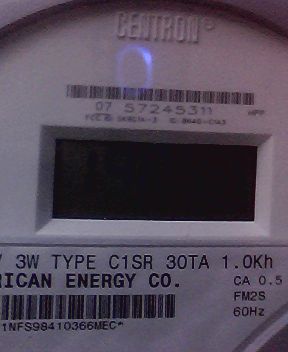 CENTRON®
07 57245311
V 3W TYPE C1SR 30TA 1.0Kh
RICAN ENERGY CO. CA 0.5
FM2S
60Hz
1NFS98410366MEC*